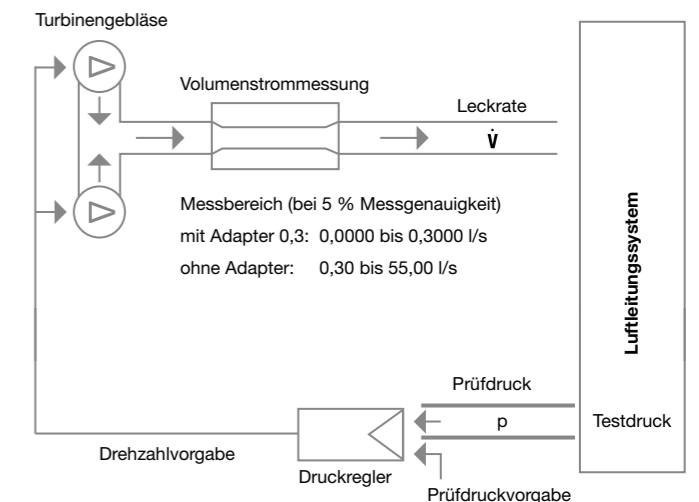 Turbinengebläse
Volumenstrommessung
Leckrate
V̇
Messbereich (bei 5 % Messgenauigkeit)
mit Adapter 0,3: 0,0000 bis 0,3000 l/s
ohne Adapter: 0,30 bis 55,00 l/s
Luftleitungssystem
Prüfdruck
p
Testdruck
Drehzahlvorgabe
Druckregler
Prüfdruckvorgabe